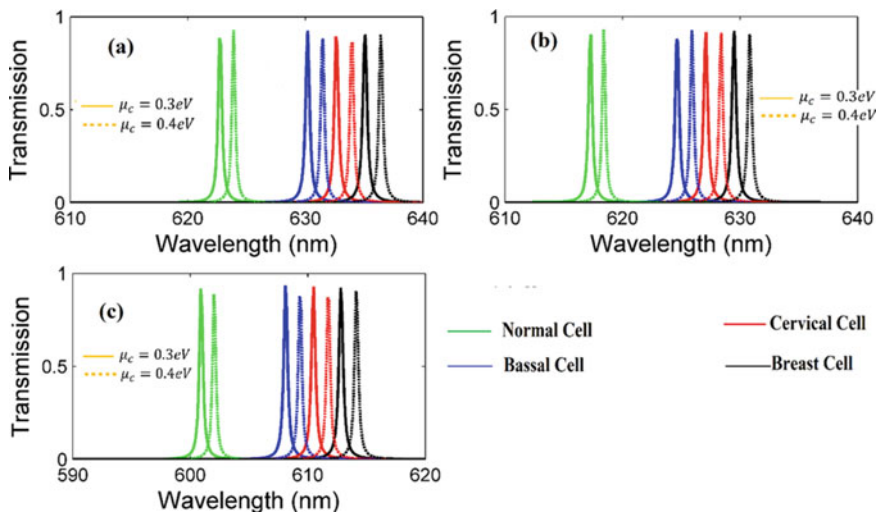 (a)
Transmission
1
0.5
0
μc = 0.3eV
μc = 0.4eV
610 620 630 640
Wavelength (nm)
(b)
Transmission
1
0.5
0
μc = 0.3eV
μc = 0.4eV
610 620 630 640
Wavelength (nm)
(c)
Transmission
1
0.5
0
μc = 0.3eV
μc = 0.4eV
590 600 610 620
Wavelength (nm)
Normal Cell
Cervical Cell
Bassal Cell
Breast Cell